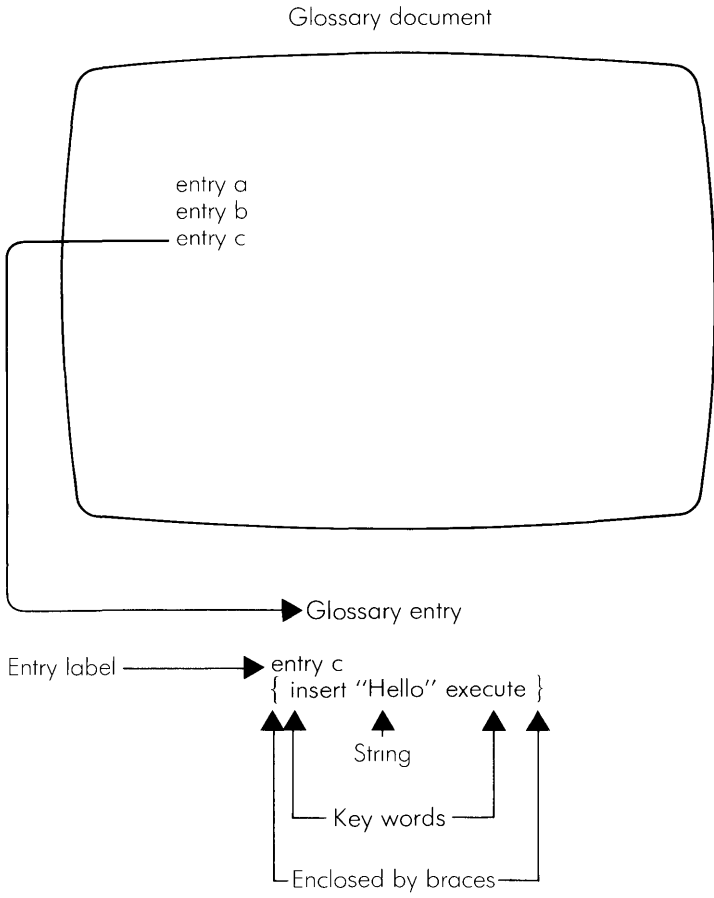 Glossary document
entry a
entry b
entry c
Glossary entry
Entry label
entry c
{ insert “Hello” execute }
String
Key words
Enclosed by braces